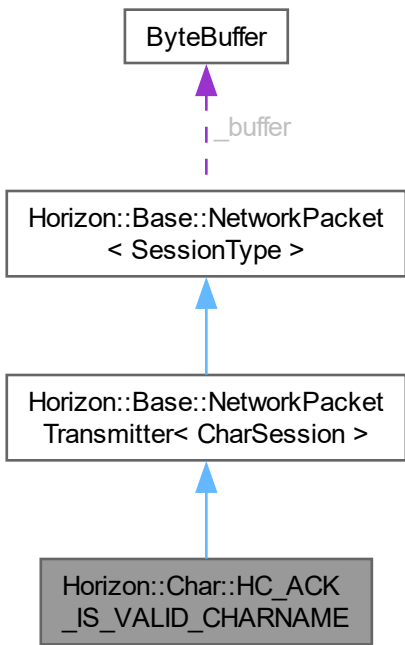 ByteBuffer
_buffer
Horizon::Base::NetworkPacket
< SessionType >
Horizon::Base::NetworkPacket
Transmitter< CharSession >
Horizon::Char::HC_ACK
_IS_VALID_CHARNAME